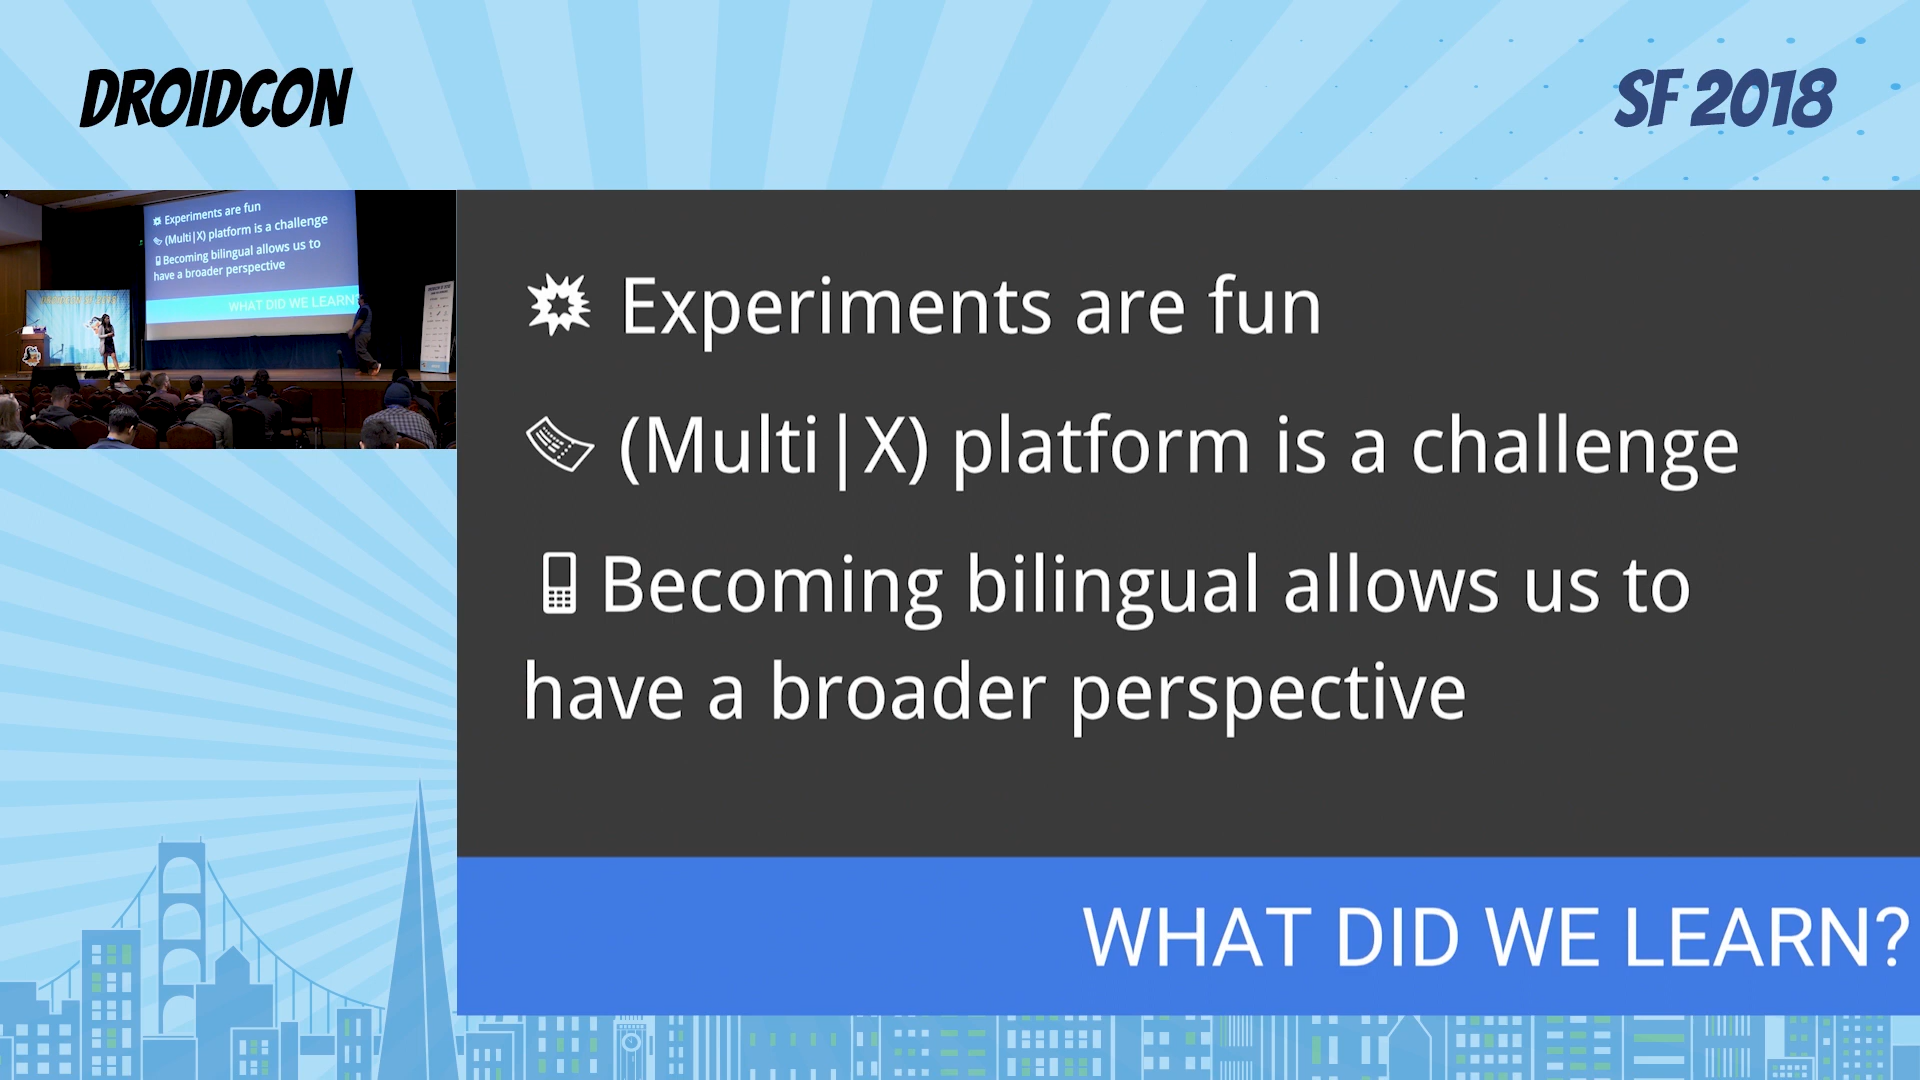 DROIDCON
SF 2018
Experiments are fun
(Multi|X) platform is a challenge
Becoming bilingual allows us to
have a broader perspective
WHAT DID WE LEARN
Experiments are fun
(Multi|X) platform is a challenge
Becoming bilingual allows us to
have a broader perspective
WHAT DID WE LEARN?